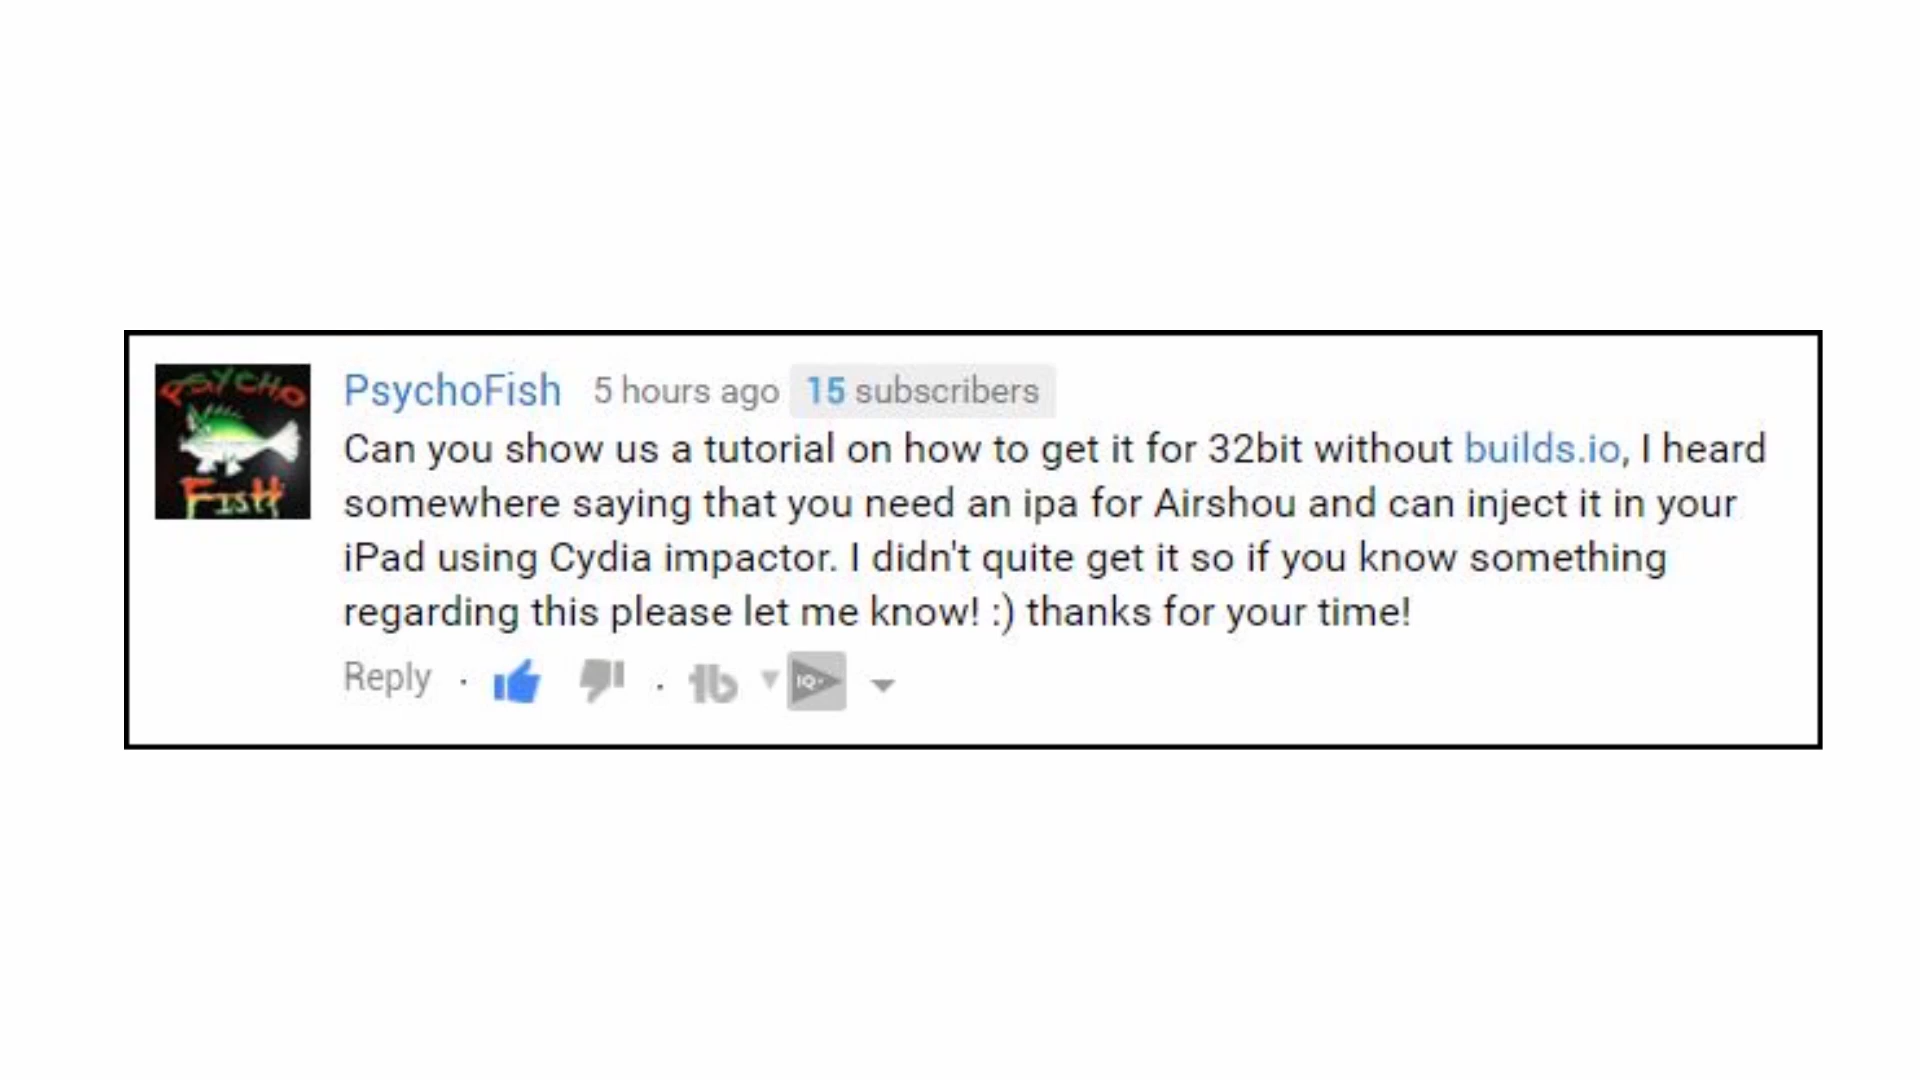 PSYCHO
FISH
PsychoFish 5 hours ago 15 subscribers
Can you show us a tutorial on how to get it for 32bit without builds.io, I heard
somewhere saying that you need an ipa for Airshou and can inject it in your
iPad using Cydia impactor. I didn't quite get it so if you know something
regarding this please let me know! :) thanks for your time!
Reply · · tb ▼ IQ ▼